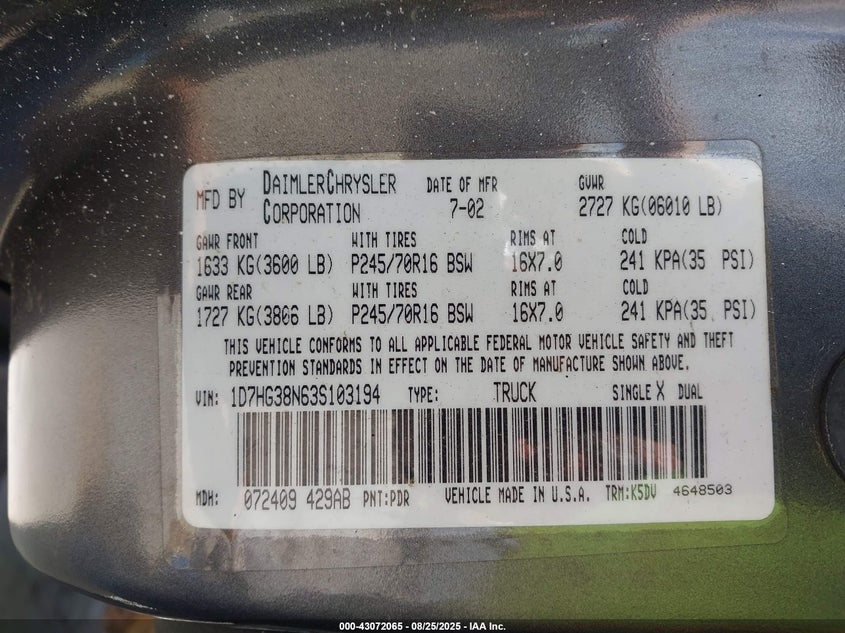 MFD BY DAIMLERCHRYSLER CORPORATION DATE OF MFR 7-02 GVWR 2727 KG(06010 LB)
GAWR FRONT WITH TIRES RIMS AT COLD
1633 KG(3600 LB) P245/70R16 BSW 16X7.0 241 KPA(35 PSI)
GAWR REAR WITH TIRES RIMS AT COLD
1727 KG(3806 LB) P245/70R16 BSW 16X7.0 241 KPA(35 PSI)
THIS VEHICLE CONFORMS TO ALL APPLICABLE FEDERAL MOTOR VEHICLE SAFETY AND THEFT
PREVENTION STANDARDS IN EFFECT ON THE DATE OF MANUFACTURE SHOWN ABOVE.
VIN: 1D7HG38N63S103194 TYPE: TRUCK SINGLE X DUAL
MDH: 072409 429AB PNT:PDR VEHICLE MADE IN U.S.A. TRM:K5DV 4648503
000-43072065 - 08/25/2025 - IAA Inc.